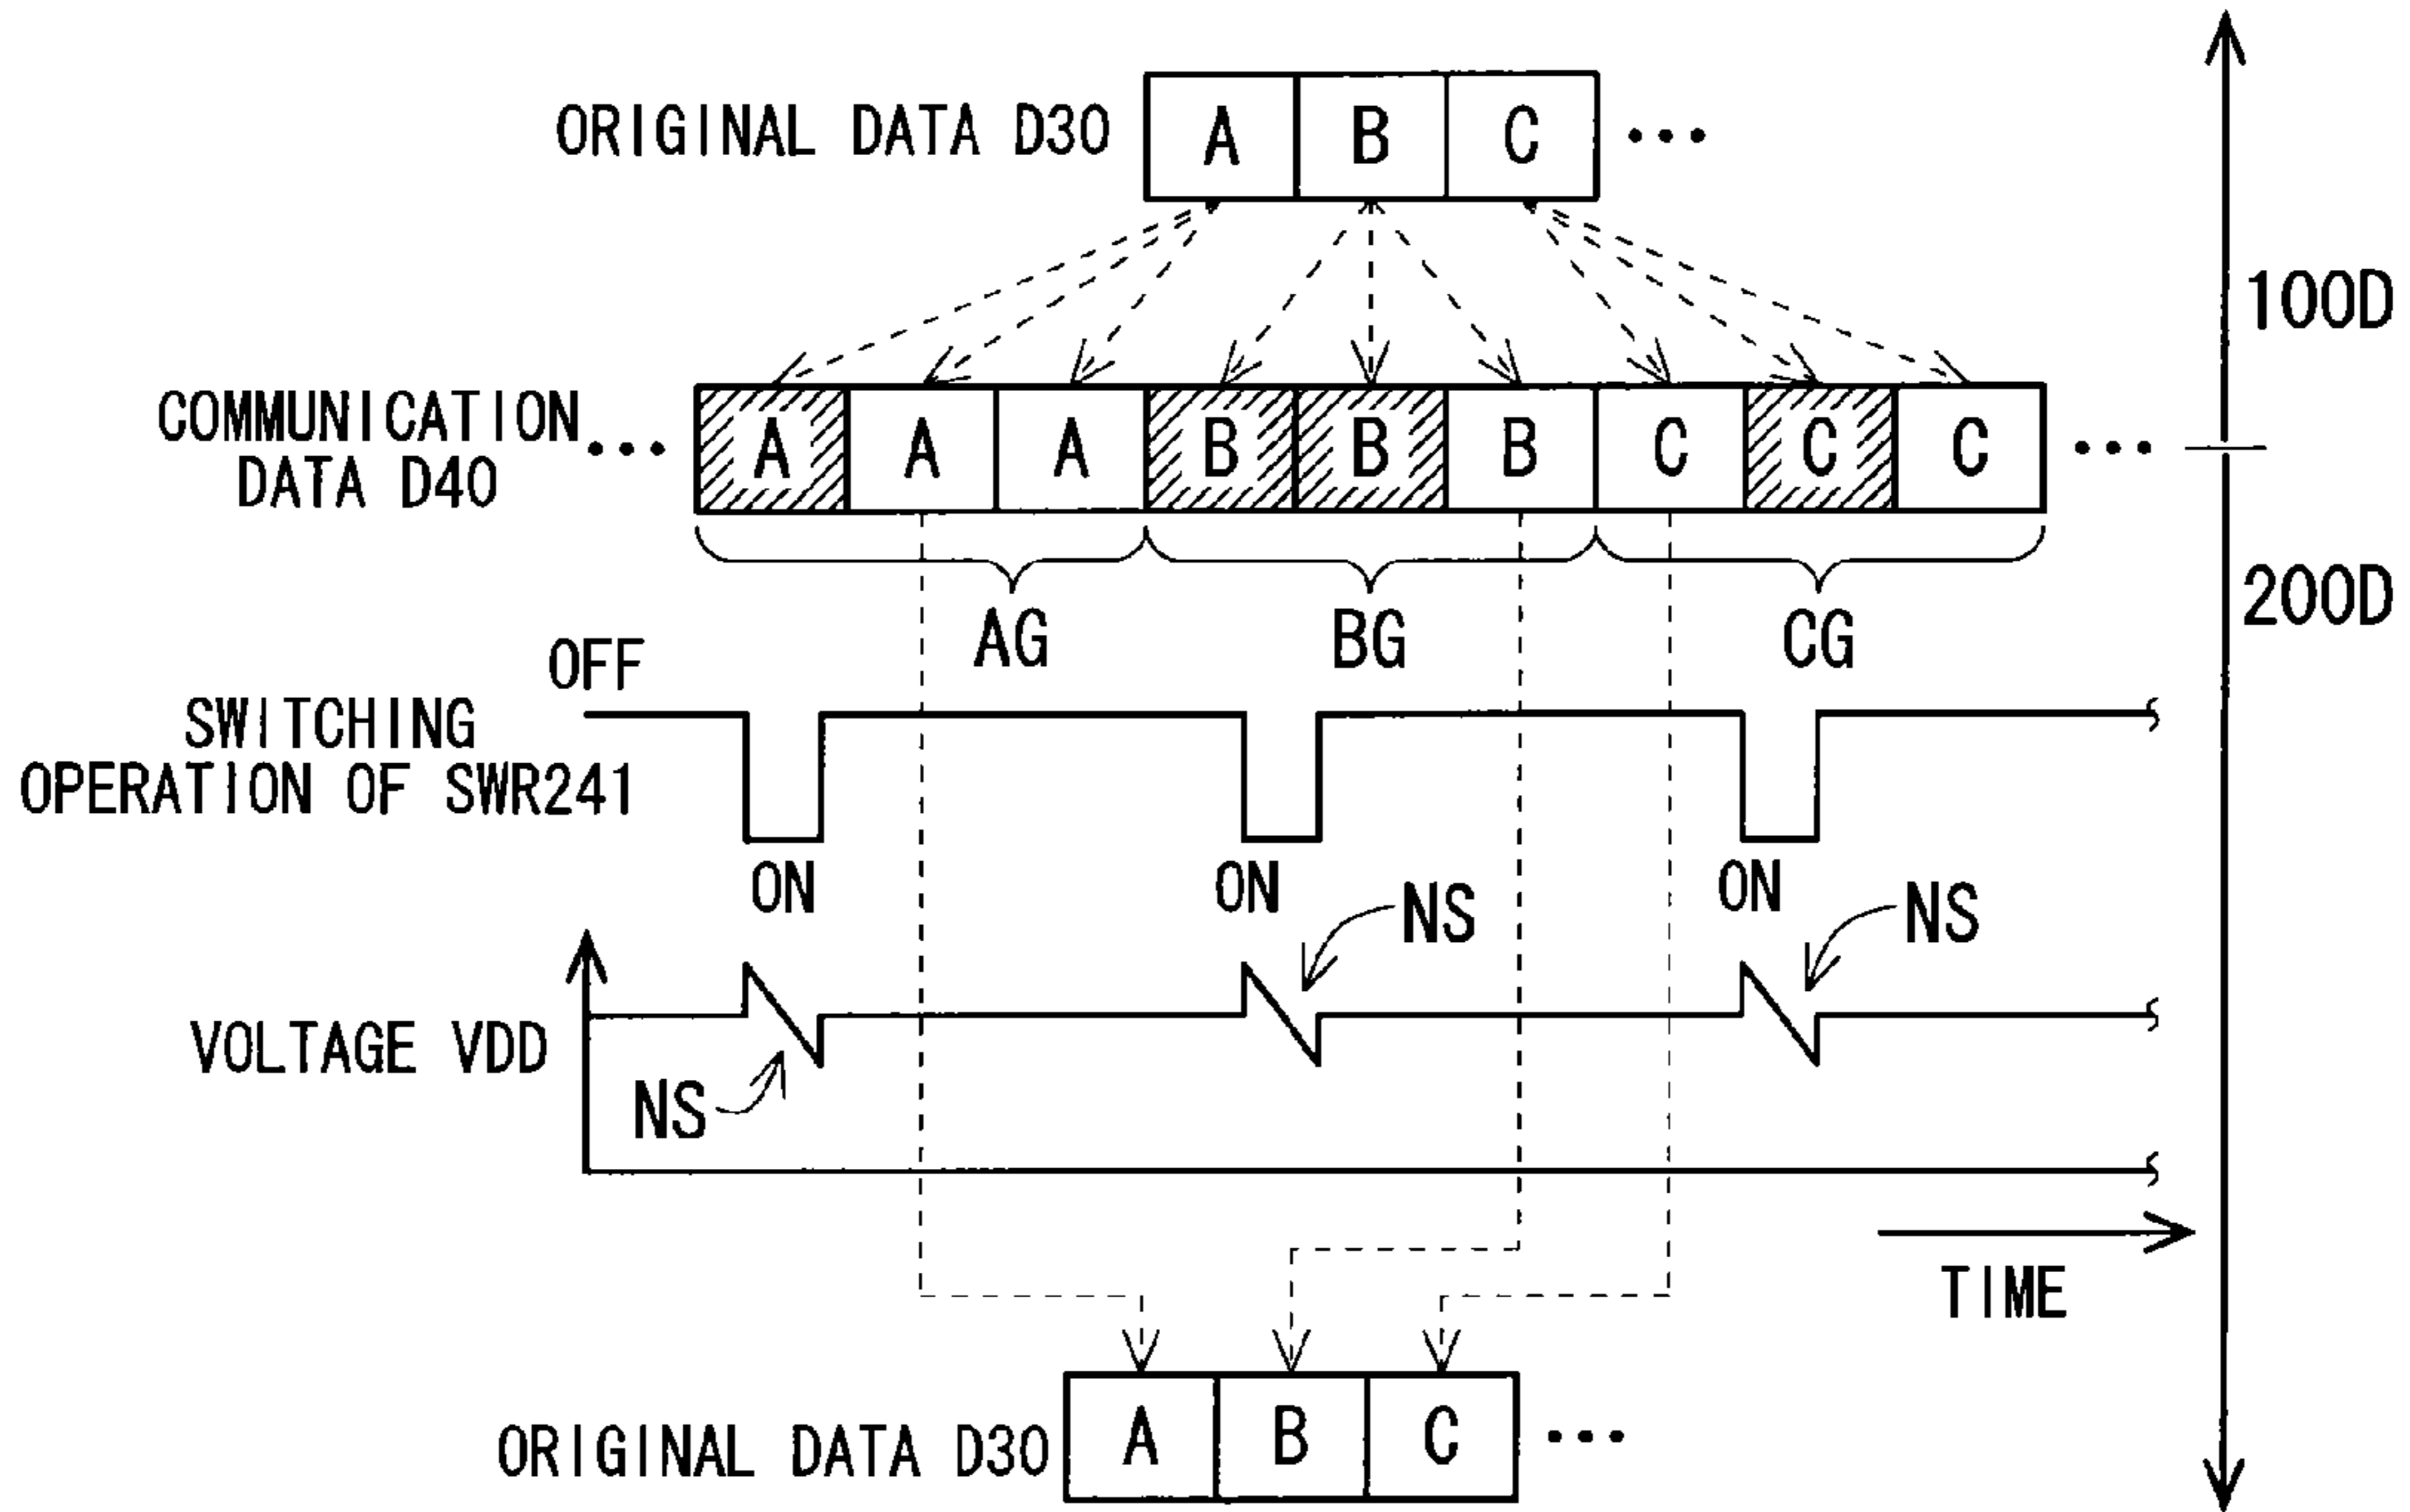 ORIGINAL DATA D30 A B C •••
100D
COMMUNICATION
DATA D40 ••• A A A B B B C C C •••
200D
AG BG CG
OFF
SWITCHING
OPERATION OF SWR241
ON ON ON
NS NS
VOLTAGE VDD
NS
TIME
ORIGINAL DATA D30 A B C •••